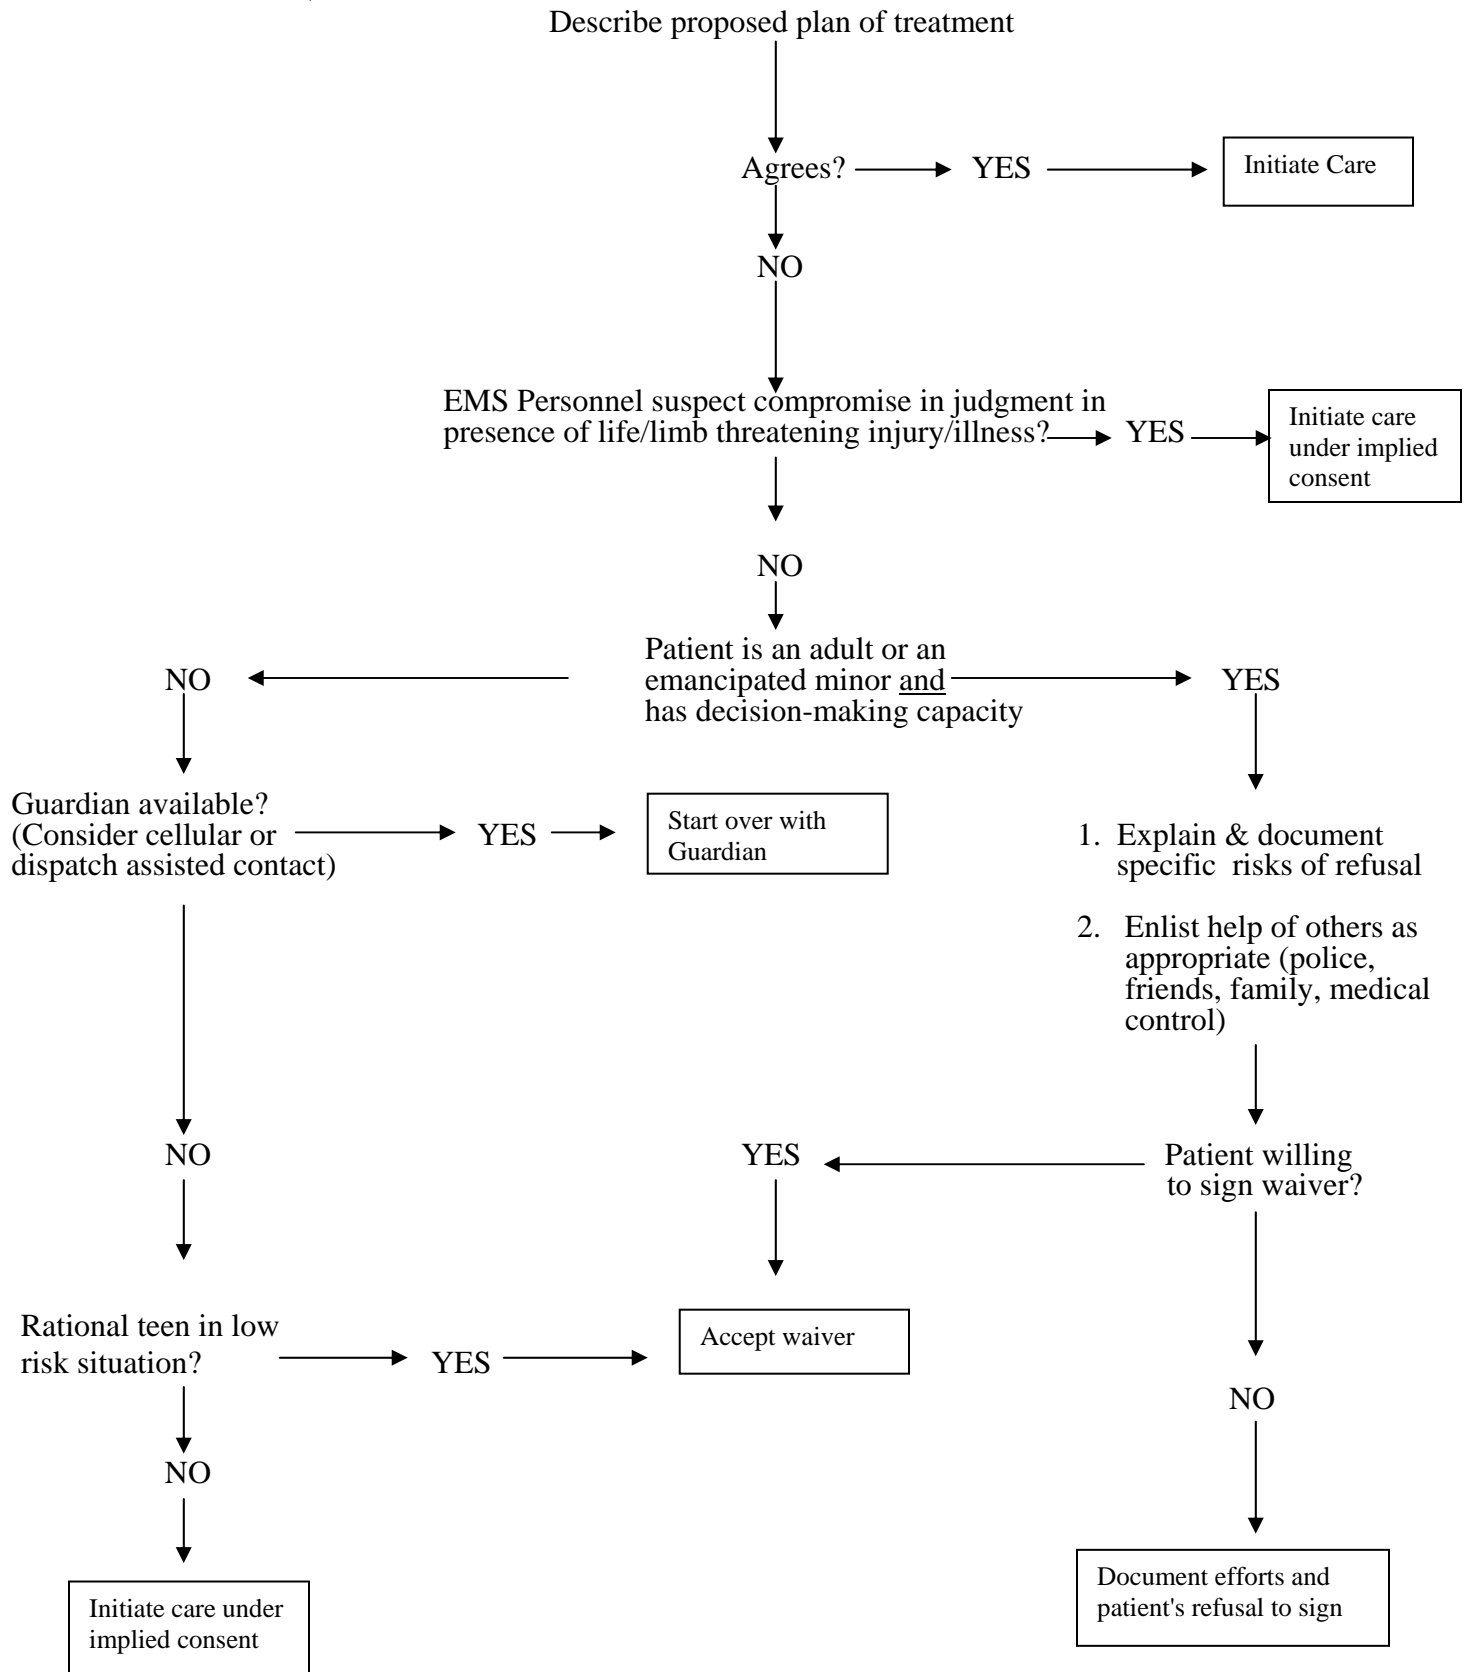 Describe proposed plan of treatment
Agrees?
YES
Initiate Care
NO
EMS Personnel suspect compromise in judgment in
presence of life/limb threatening injury/illness?
YES
Initiate care
under implied
consent
NO
Patient is an adult or an
emancipated minor and
has decision-making capacity
NO
YES
Guardian available?
(Consider cellular or
dispatch assisted contact)
YES
Start over with
Guardian
1. Explain & document
specific risks of refusal
2. Enlist help of others as
appropriate (police,
friends, family, medical
control)
NO
YES
Patient willing
to sign waiver?
Rational teen in low
risk situation?
YES
Accept waiver
NO
NO
Initiate care under
implied consent
Document efforts and
patient's refusal to sign